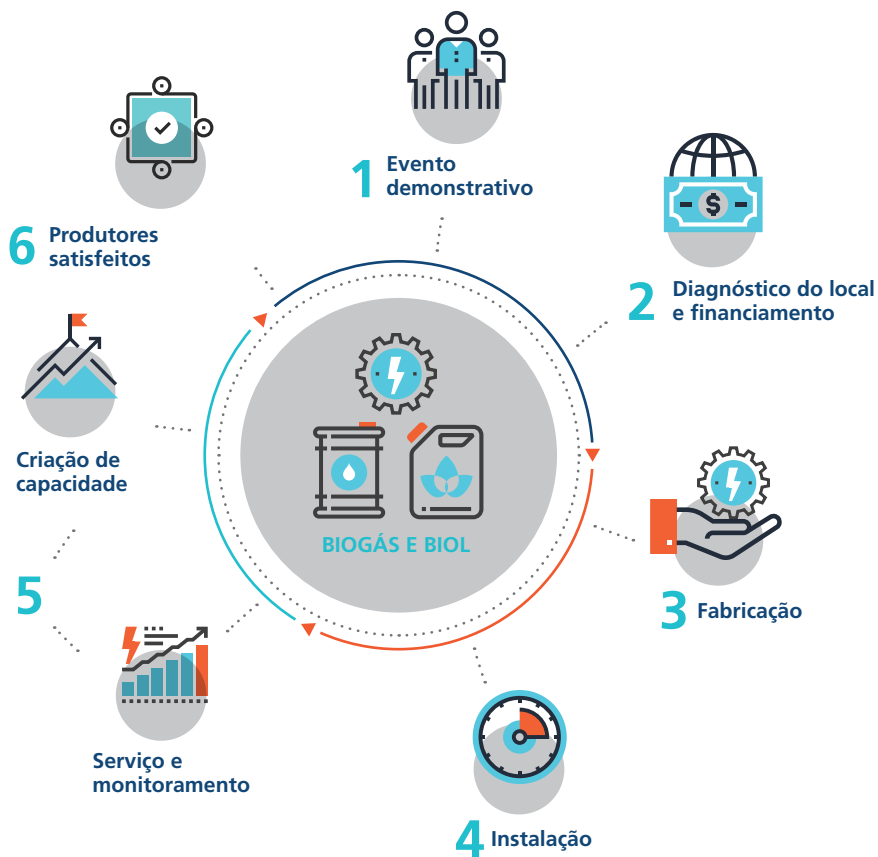 1 Evento
demonstrativo
2 Diagnóstico do local
e financiamento
3 Fabricação
4 Instalação
5
Serviço e
monitoramento
Criação de
capacidade
6 Produtores
satisfeitos
$
BIOGÁS E BIOL